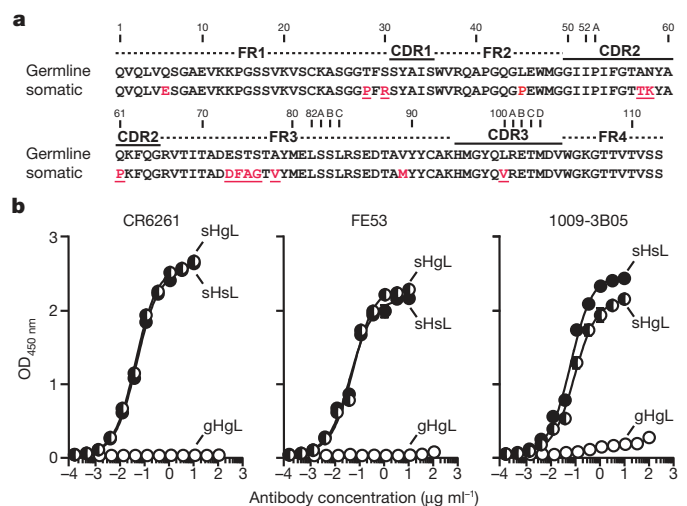 a
1 10 20 30 40 50 52 A 60
FR1 CDR1 FR2 CDR2
Germline QVQLVQSGAEVKKPGSSVKVSCKASGGTFSSYAISWVRQAPGQGLEWMGGIIPIFGTANYA
somatic QVQLVESGAEVKKPGSSVKVSCKASGGPFRSYAISWVRQAPGQGPEWMGGIIPIFGTTKYA
61 70 80 82A B C 90 100 A B C D 110
CDR2 FR3 CDR3 FR4
Germline QKFQGRVTITADESTSTAYMELSSLRSEDTAVYYCAKHMGYQLRETMDVWGKGTTVTVSS
somatic PKFQGRVTITADDFAGTVYMELSSLRSEDTAMYYCAKHMGYQVRETMDVWGKGTTVTVSS
b
CR6261 FE53 1009-3B05
3
2
1
0
OD450 nm
sHgL
sHsL
gHgL
sHgL
sHsL
gHgL
sHsL
sHgL
gHgL
–4 –3 –2 –1 0 1 2 3 –4 –3 –2 –1 0 1 2 3 –4 –3 –2 –1 0 1 2 3
Antibody concentration (μg ml–1)